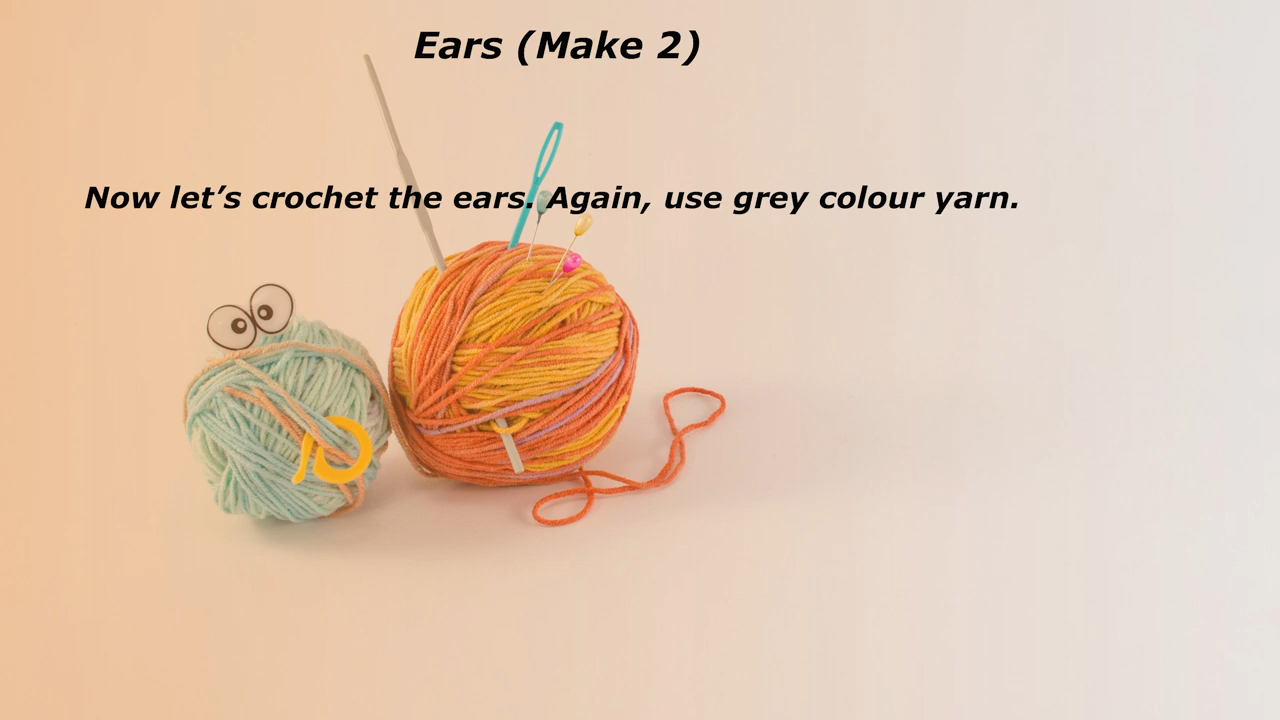 Ears (Make 2)
Now let’s crochet the ears. Again, use grey colour yarn.